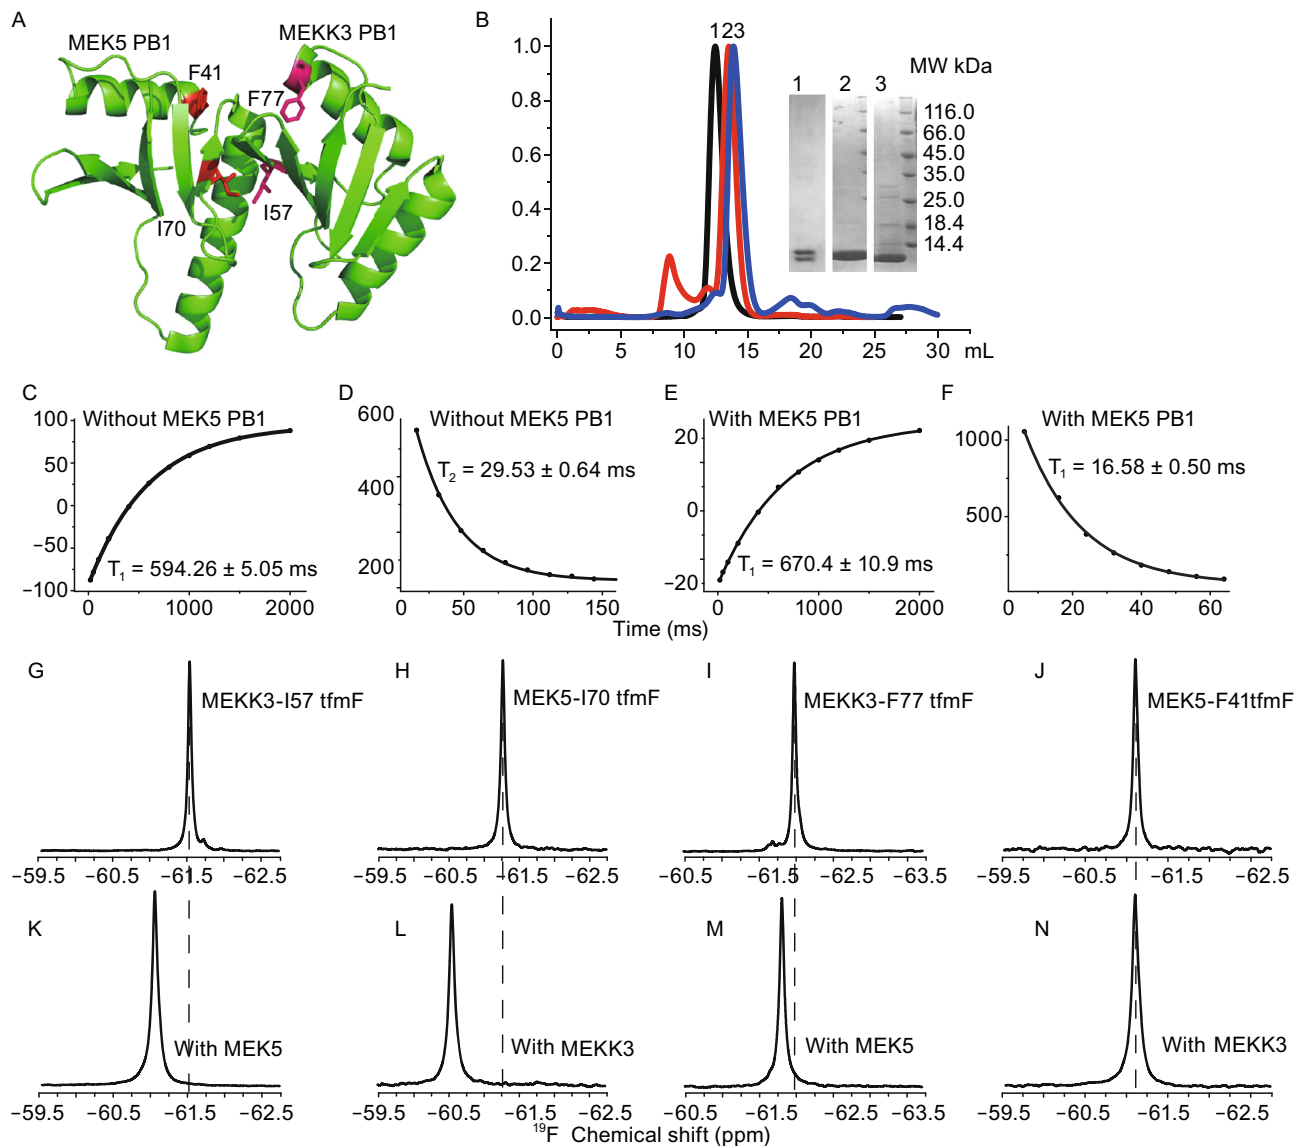 A
MEK5 PB1
MEKK3 PB1
F41
F77
I70
I57
B
1.0
0.8
0.6
0.4
0.2
0.0
0 5 10 15 20 25 30 mL
123
1 2 3
MW kDa
116.0
66.0
45.0
35.0
25.0
18.4
14.4
C
Without MEK5 PB1
100
50
0
−50
−100
T1 = 594.26 ± 5.05 ms
0 1000 2000
D
Without MEK5 PB1
600
400
200
T2 = 29.53 ± 0.64 ms
0 50 100 150
E
With MEK5 PB1
20
0
−20
T1 = 670.4 ± 10.9 ms
0 1000 2000
F
With MEK5 PB1
1000
500
T1 = 16.58 ± 0.50 ms
0 20 40 60
Time (ms)
G
MEKK3-I57 tfmF
−59.5 −60.5 −61.5 −62.5
H
MEK5-I70 tfmF
−59.5 −60.5 −61.5 −62.5
I
MEKK3-F77 tfmF
−60.5 −61.5 −62.5 −63.5
J
MEK5-F41tfmF
−59.5 −60.5 −61.5 −62.5
K
With MEK5
−59.5 −60.5 −61.5 −62.5
L
With MEKK3
−59.5 −60.5 −61.5 −62.5
M
With MEK5
−60.5 −61.5 −62.5 −63.5
N
With MEKK3
−59.5 −60.5 −61.5 −62.5
19F Chemical shift (ppm)